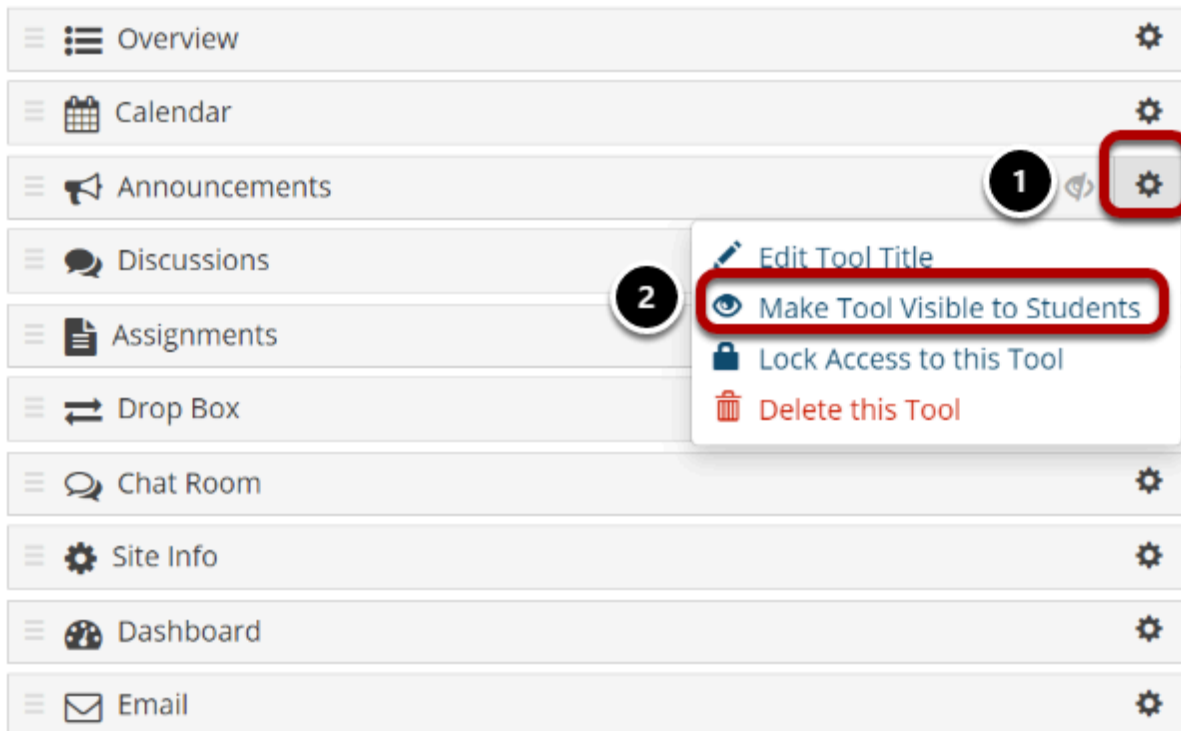 Overview
Calendar
Announcements
1
Discussions
Edit Tool Title
2
Make Tool Visible to Students
Assignments
Lock Access to this Tool
Drop Box
Delete this Tool
Chat Room
Site Info
Dashboard
Email